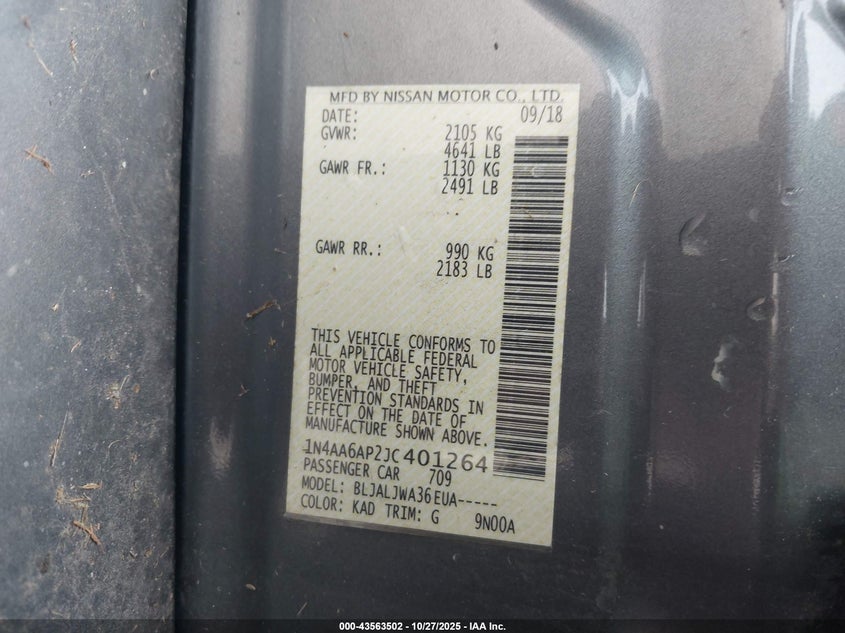 MFD BY NISSAN MOTOR CO., LTD.
DATE: 09/18
GVWR: 2105 KG
4641 LB
GAWR FR.: 1130 KG
2491 LB
GAWR RR.: 990 KG
2183 LB
THIS VEHICLE CONFORMS TO
ALL APPLICABLE FEDERAL
MOTOR VEHICLE SAFETY,
BUMPER, AND THEFT
PREVENTION STANDARDS IN
EFFECT ON THE DATE OF
MANUFACTURE SHOWN ABOVE.
1N4AA6AP2JC401264
PASSENGER CAR 709
MODEL: BLJALJWA36EUA-----
COLOR: KAD TRIM: G 9N00A
000-43563502 - 10/27/2025 - IAA Inc.